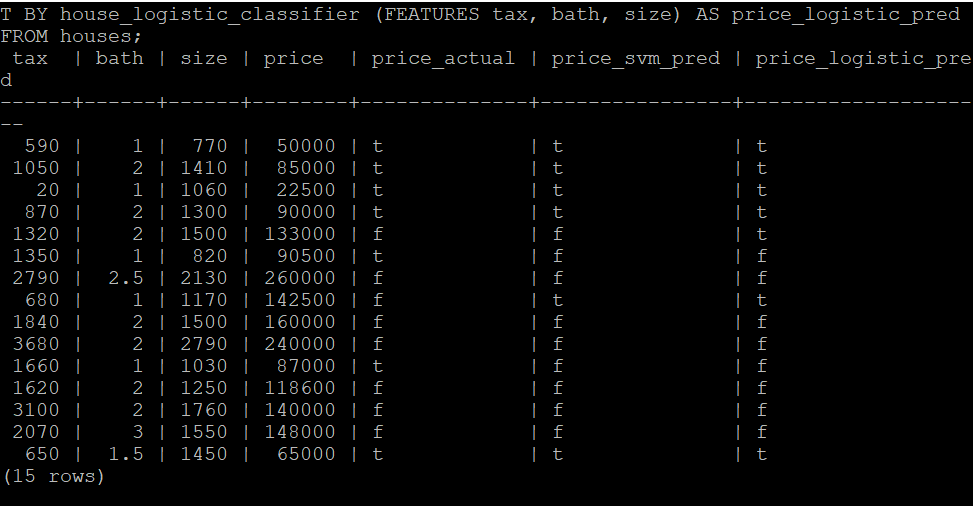 T BY house_logistic_classifier (FEATURES tax, bath, size) AS price_logistic_pred
FROM houses;
 tax  | bath | size | price  | price_actual | price_svm_pred | price_logistic_pre
d
------+------+------+--------+--------------+----------------+-------------------
--
  590 |    1 |  770 |  50000 | t            | t              | t
 1050 |    2 | 1410 |  85000 | t            | t              | t
   20 |    1 | 1060 |  22500 | t            | t              | t
  870 |    2 | 1300 |  90000 | t            | t              | t
 1320 |    2 | 1500 | 133000 | f            | f              | t
 1350 |    1 |  820 |  90500 | t            | f              | f
 2790 |  2.5 | 2130 | 260000 | f            | f              | f
  680 |    1 | 1170 | 142500 | f            | t              | t
 1840 |    2 | 1500 | 160000 | f            | f              | f
 3680 |    2 | 2790 | 240000 | f            | f              | f
 1660 |    1 | 1030 |  87000 | t            | f              | f
 1620 |    2 | 1250 | 118600 | f            | f              | f
 3100 |    2 | 1760 | 140000 | f            | f              | f
 2070 |    3 | 1550 | 148000 | f            | f              | f
  650 |  1.5 | 1450 |  65000 | t            | t              | t
(15 rows)